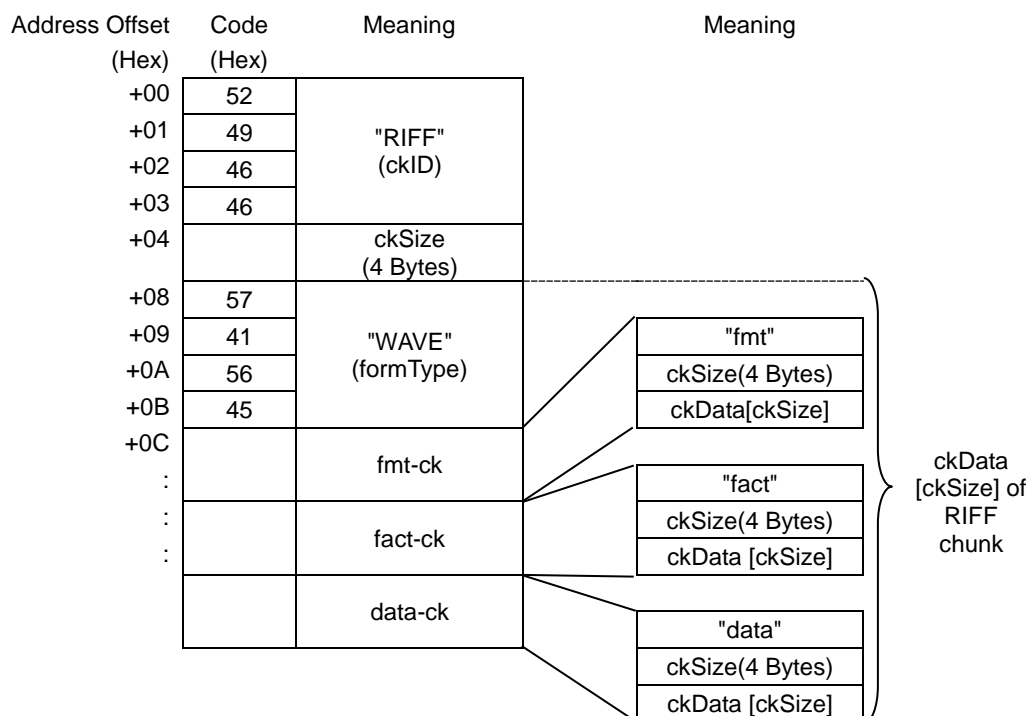 Address Offset Code Meaning Meaning
(Hex) (Hex)
+00 52
+01 49 "RIFF"
+02 46 (ckID)
+03 46
+04 ckSize
(4 Bytes)
+08 57
+09 41 "WAVE" "fmt"
+0A 56 (formType) ckSize(4 Bytes)
+0B 45 ckData[ckSize]
+0C
fmt-ck ckData
: "fact" [ckSize] of
: ckSize(4 Bytes) RIFF
fact-ck chunk
: ckData [ckSize]
data-ck "data"
ckSize(4 Bytes)
ckData [ckSize]